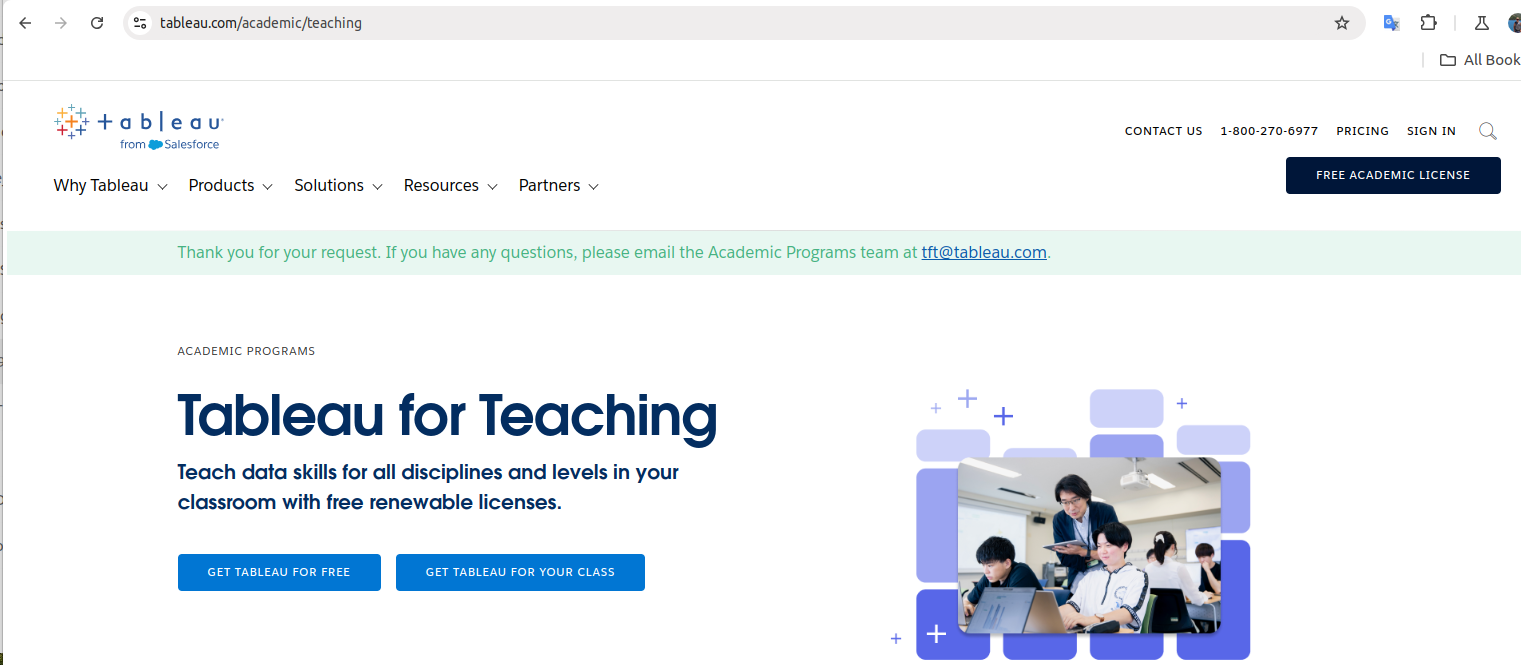 tableau.com/academic/teaching
All Book
+ a b | e a u
from Salesforce
CONTACT US 1-800-270-6977 PRICING SIGN IN
FREE ACADEMIC LICENSE
Why Tableau Products Solutions Resources Partners
Thank you for your request. If you have any questions, please email the Academic Programs team at tft@tableau.com.
ACADEMIC PROGRAMS
Tableau for Teaching
Teach data skills for all disciplines and levels in your
classroom with free renewable licenses.
GET TABLEAU FOR FREE GET TABLEAU FOR YOUR CLASS